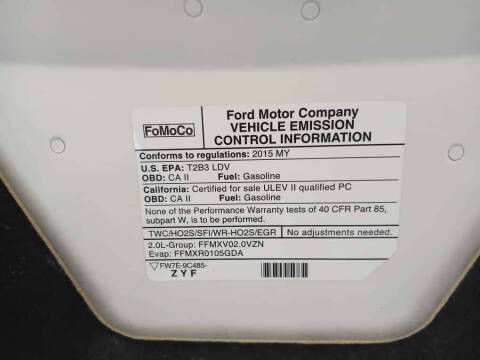 FoMoCo
Ford Motor Company
VEHICLE EMISSION
CONTROL INFORMATION
Conforms to regulations: 2015 MY
U.S. EPA: T2B3 LDV
OBD: CA II Fuel: Gasoline
California: Certified for sale ULEV II qualified PC
OBD: CA II Fuel: Gasoline
None of the Performance Warranty tests of 40 CFR Part 85,
subpart W, is to be performed.
TWC/HO2S/SFI/WR-HO2S/EGR No adjustments needed.
2.0L-Group: FFMXV02.0VZN
Evap: FFMXR0105GDA
FW7E-9C485-
ZYF